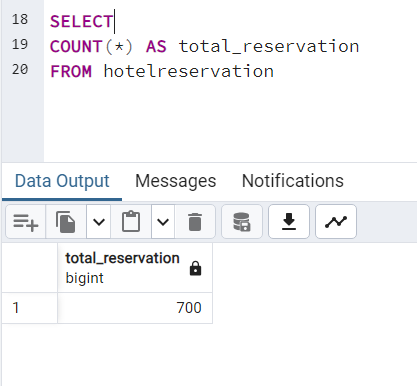 18 SELECT
19 COUNT(*) AS total_reservation
20 FROM hotelreservation
Data Output Messages Notifications
total_reservation
bigint
1 700